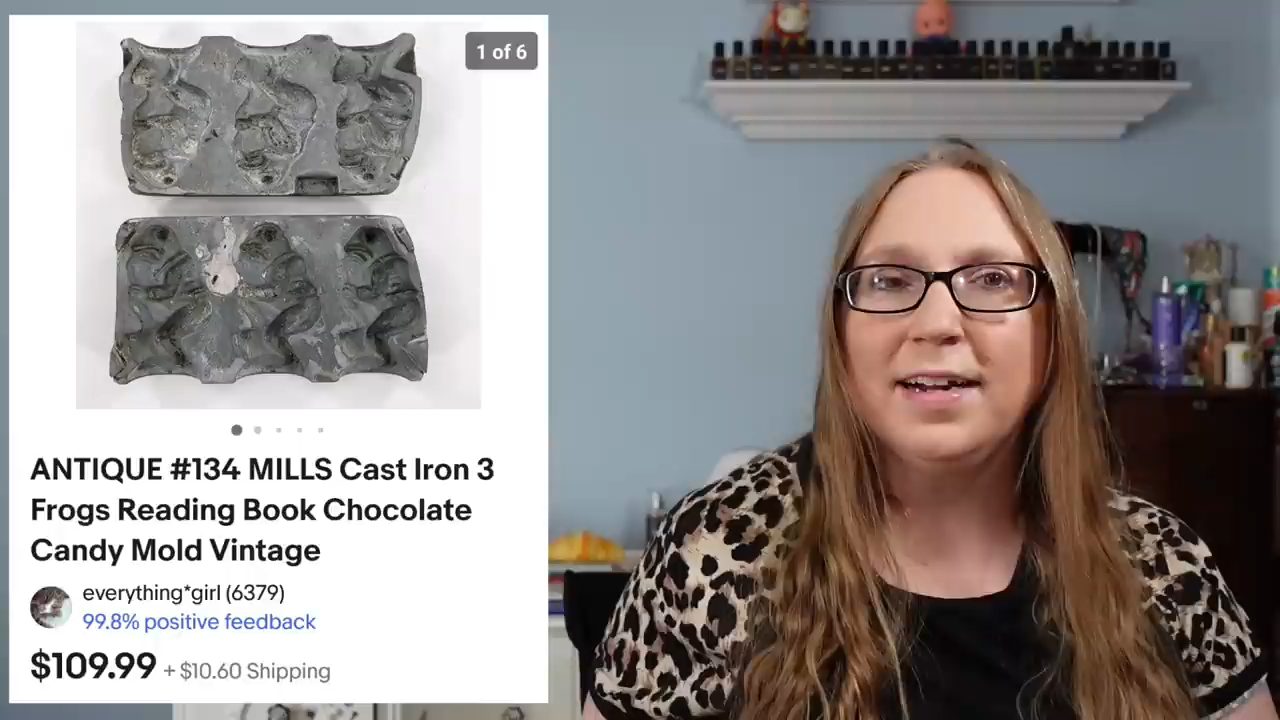 1 of 6
ANTIQUE #134 MILLS Cast Iron 3
Frogs Reading Book Chocolate
Candy Mold Vintage
everything*girl (6379)
99.8% positive feedback
$109.99 + $10.60 Shipping